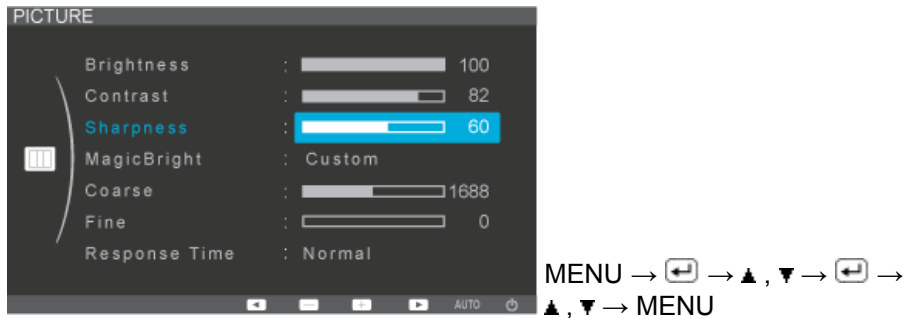 PICTURE
Brightness : 100
Contrast : 82
Sharpness : 60
MagicBright : Custom
Coarse : 1688
Fine : 0
Response Time : Normal
AUTO
MENU → ↵ → ▲ , ▼ → ↵ →
▲ , ▼ → MENU